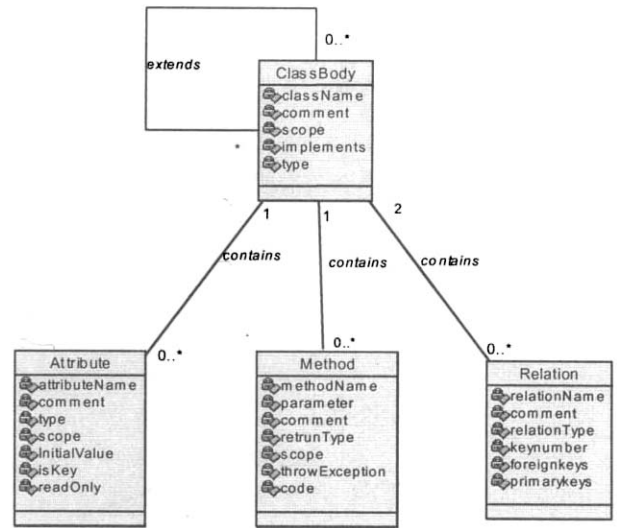 0..*
extends
ClassBody
className
comment
scope
implements
type
*
1
1
2
contains
contains
contains
0..*
0..*
0..*
Attribute
attributeName
comment
type
scope
InitialValue
isKey
readOnly
Method
methodName
parameter
comment
retrunType
scope
throwException
code
Relation
relationName
comment
relationType
keynumber
foreignkeys
primarykeys